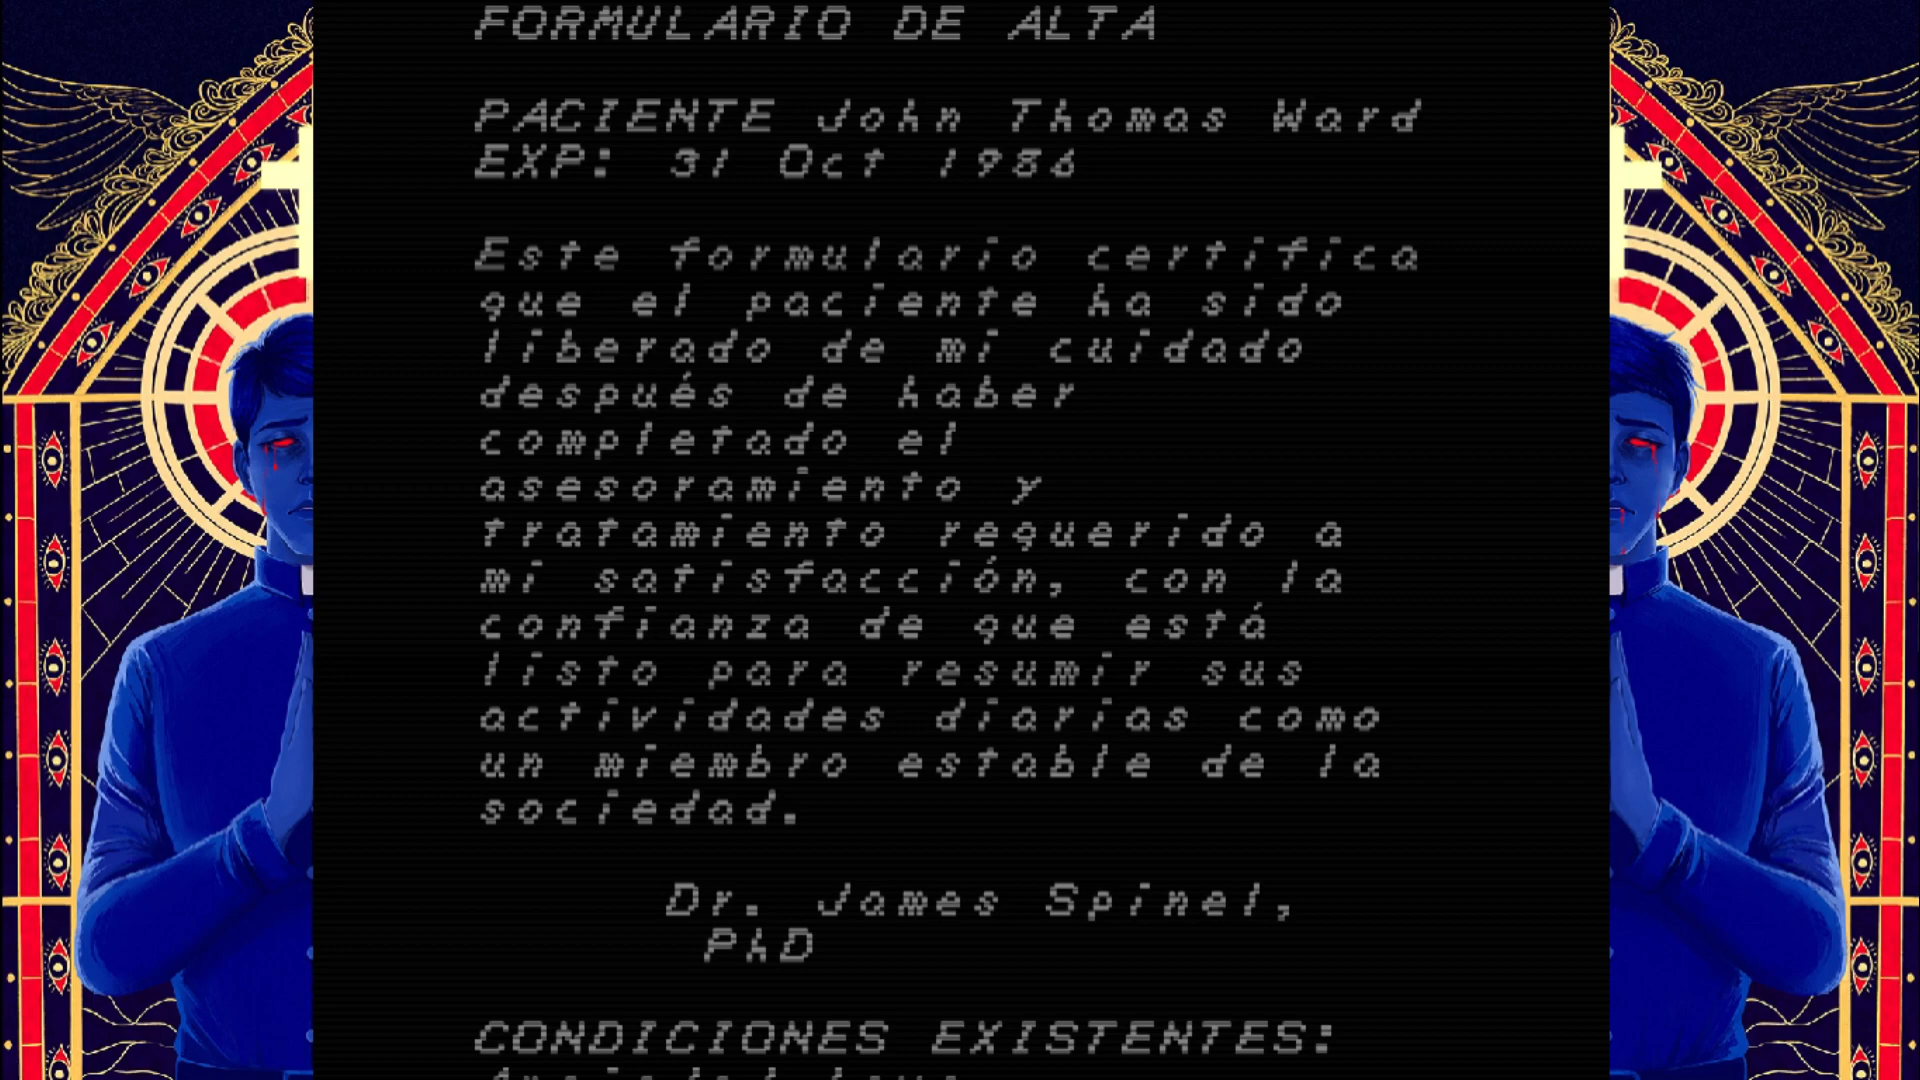 FORMULARIO DE ALTA
PACIENTE John Thomas Ward
EXP: 31 Oct 1986
Este formulario certifica
que el paciente ha sido
liberado de mi cuidado
después de haber
completado el
asesoramiento y
tratamiento requerido a
mi satisfacción, con la
confianza de que está
listo para resumir sus
actividades diarias como
un miembro estable de la
sociedad.
Dr. James Spinel,
PhD
CONDICIONES EXISTENTES: